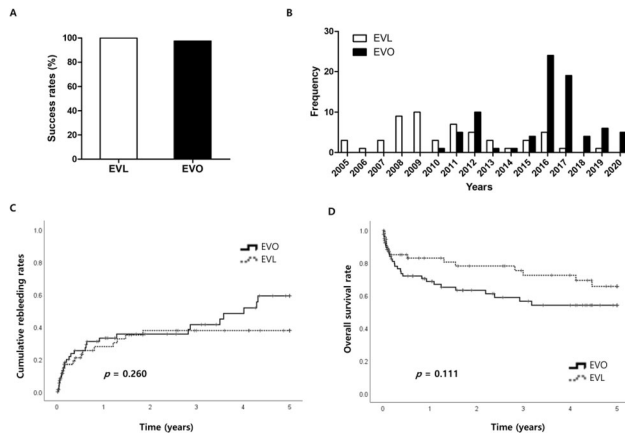 A
Success rates (%)
100
80
60
40
20
0
EVL
EVO
B
EVL
EVO
Frequency
30
20
10
0
2005
2006
2007
2008
2009
2010
2011
2012
2013
2014
2015
2016
2017
2018
2019
2020
Years
C
Cumulative rebleeding rates
1.0
0.8
0.6
0.4
0.2
0.0
EVO
EVL
p = 0.260
0
1
2
3
4
5
Time (years)
D
Overall survival rate
1.0
0.8
0.6
0.4
0.2
0.0
EVO
EVL
p = 0.111
0
1
2
3
4
5
Time (years)